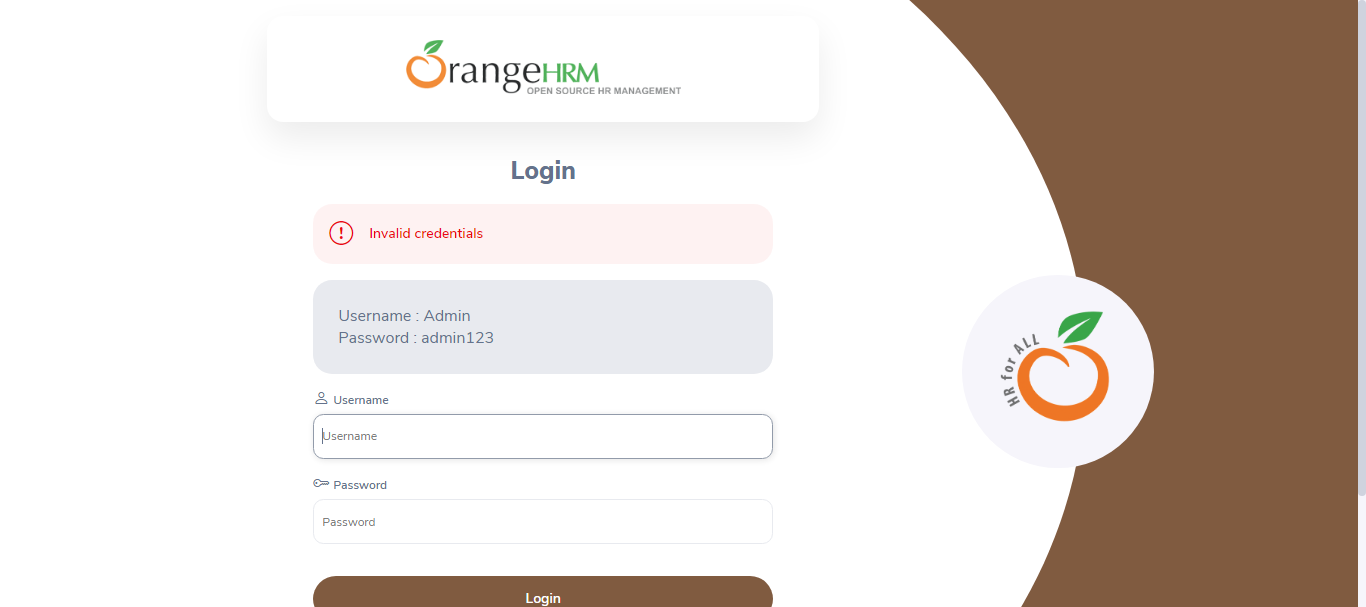 OrangeHRM
OPEN SOURCE HR MANAGEMENT
Login
Invalid credentials
Username : Admin
Password : admin123
Username
Username
Password
Password
Login
HR for ALL